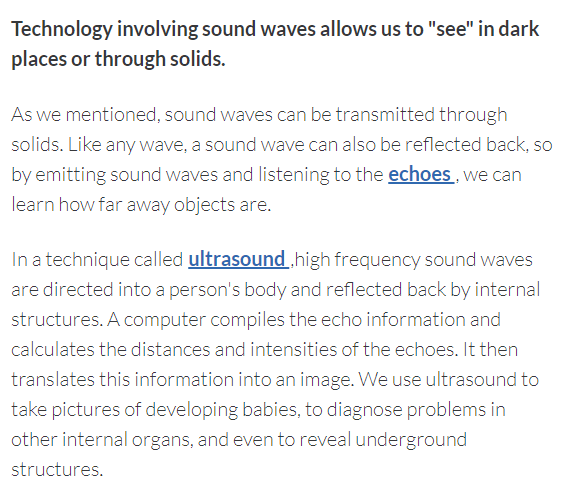 Technology involving sound waves allows us to "see" in dark
places or through solids.
As we mentioned, sound waves can be transmitted through
solids. Like any wave, a sound wave can also be reflected back, so
by emitting sound waves and listening to the echoes , we can
learn how far away objects are.
In a technique called ultrasound ,high frequency sound waves
are directed into a person's body and reflected back by internal
structures. A computer compiles the echo information and
calculates the distances and intensities of the echoes. It then
translates this information into an image. We use ultrasound to
take pictures of developing babies, to diagnose problems in
other internal organs, and even to reveal underground
structures.